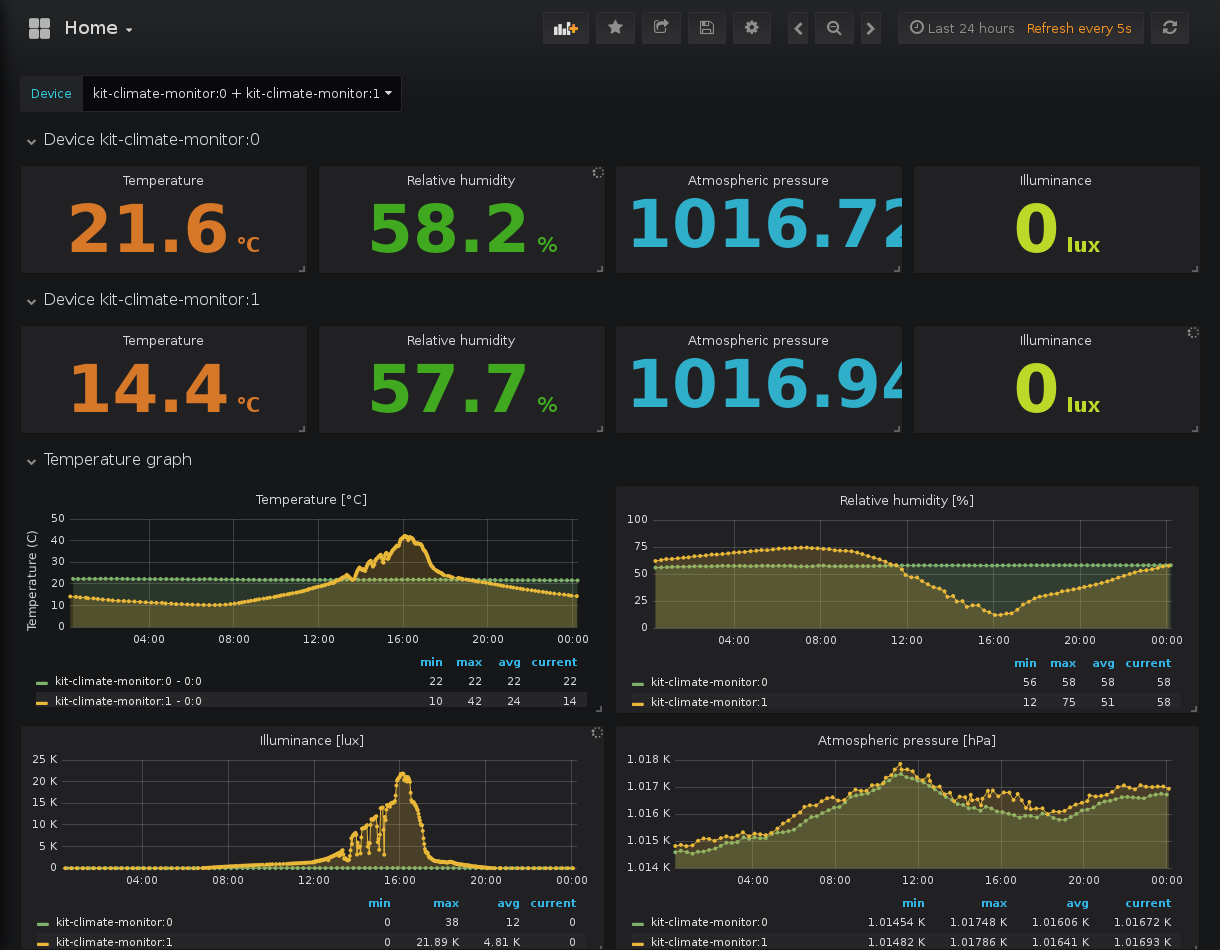 Home
Last 24 hours Refresh every 5s
Device kit-climate-monitor:0 + kit-climate-monitor:1
Device kit-climate-monitor:0
Temperature
21.6 °C
Relative humidity
58.2 %
Atmospheric pressure
1016.72
Illuminance
0 lux
Device kit-climate-monitor:1
Temperature
14.4 °C
Relative humidity
57.7 %
Atmospheric pressure
1016.94
Illuminance
0 lux
Temperature graph
Temperature [°C]
Temperature (C)
50
40
30
20
10
0
04:00 08:00 12:00 16:00 20:00 00:00
min max avg current
kit-climate-monitor:0 - 0:0 22 22 22 22
kit-climate-monitor:1 - 0:0 10 42 24 14
Relative humidity [%]
100
75
50
25
0
04:00 08:00 12:00 16:00 20:00 00:00
min max avg current
kit-climate-monitor:0 56 58 58 58
kit-climate-monitor:1 12 75 51 58
Illuminance [lux]
25 K
20 K
15 K
10 K
5 K
0
04:00 08:00 12:00 16:00 20:00 00:00
min max avg current
kit-climate-monitor:0 0 38 12 0
kit-climate-monitor:1 0 21.89 K 4.81 K 0
Atmospheric pressure [hPa]
1.018 K
1.017 K
1.016 K
1.015 K
1.014 K
04:00 08:00 12:00 16:00 20:00 00:00
min max avg current
kit-climate-monitor:0 1.01454 K 1.01748 K 1.01606 K 1.01672 K
kit-climate-monitor:1 1.01482 K 1.01786 K 1.01641 K 1.01693 K